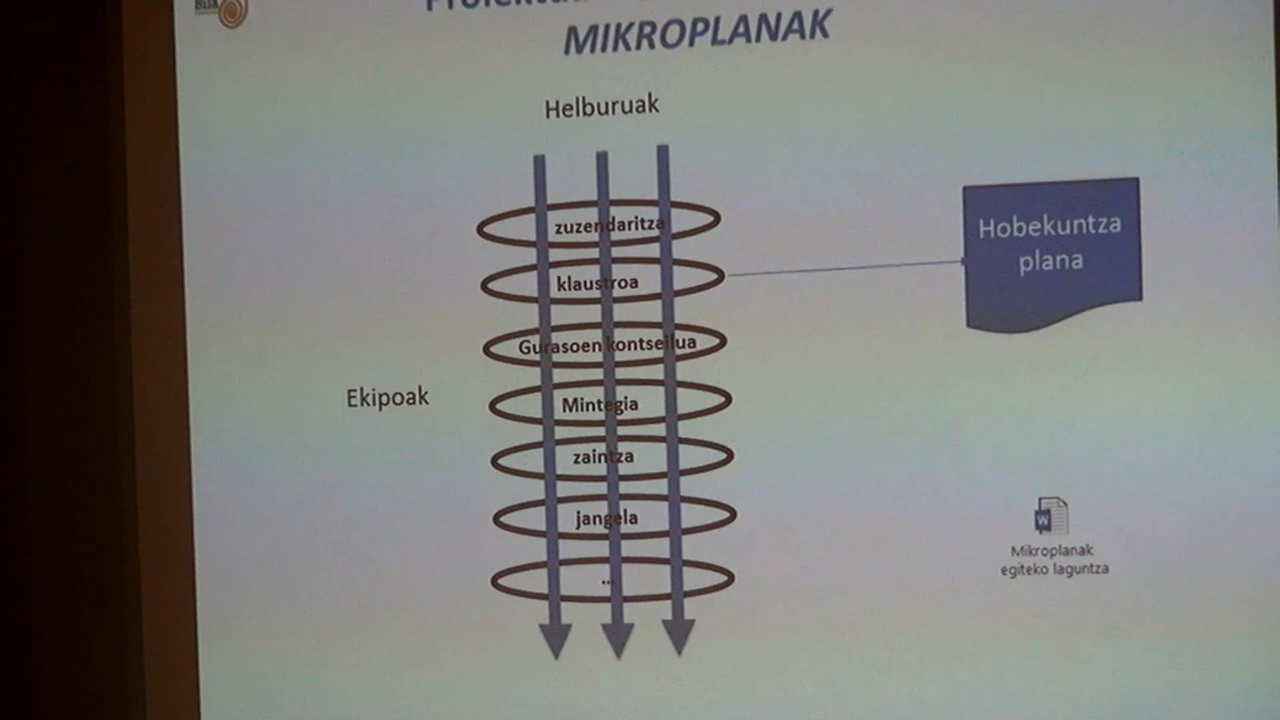 MIKROPLANAK
Helburuak
zuzendaritza
klaustroa
Gurasoen kontseilua
Mintegia
zaintza
jangela
...
Ekipoak
Hobekuntza
plana
Mikroplanak
egiteko laguntza